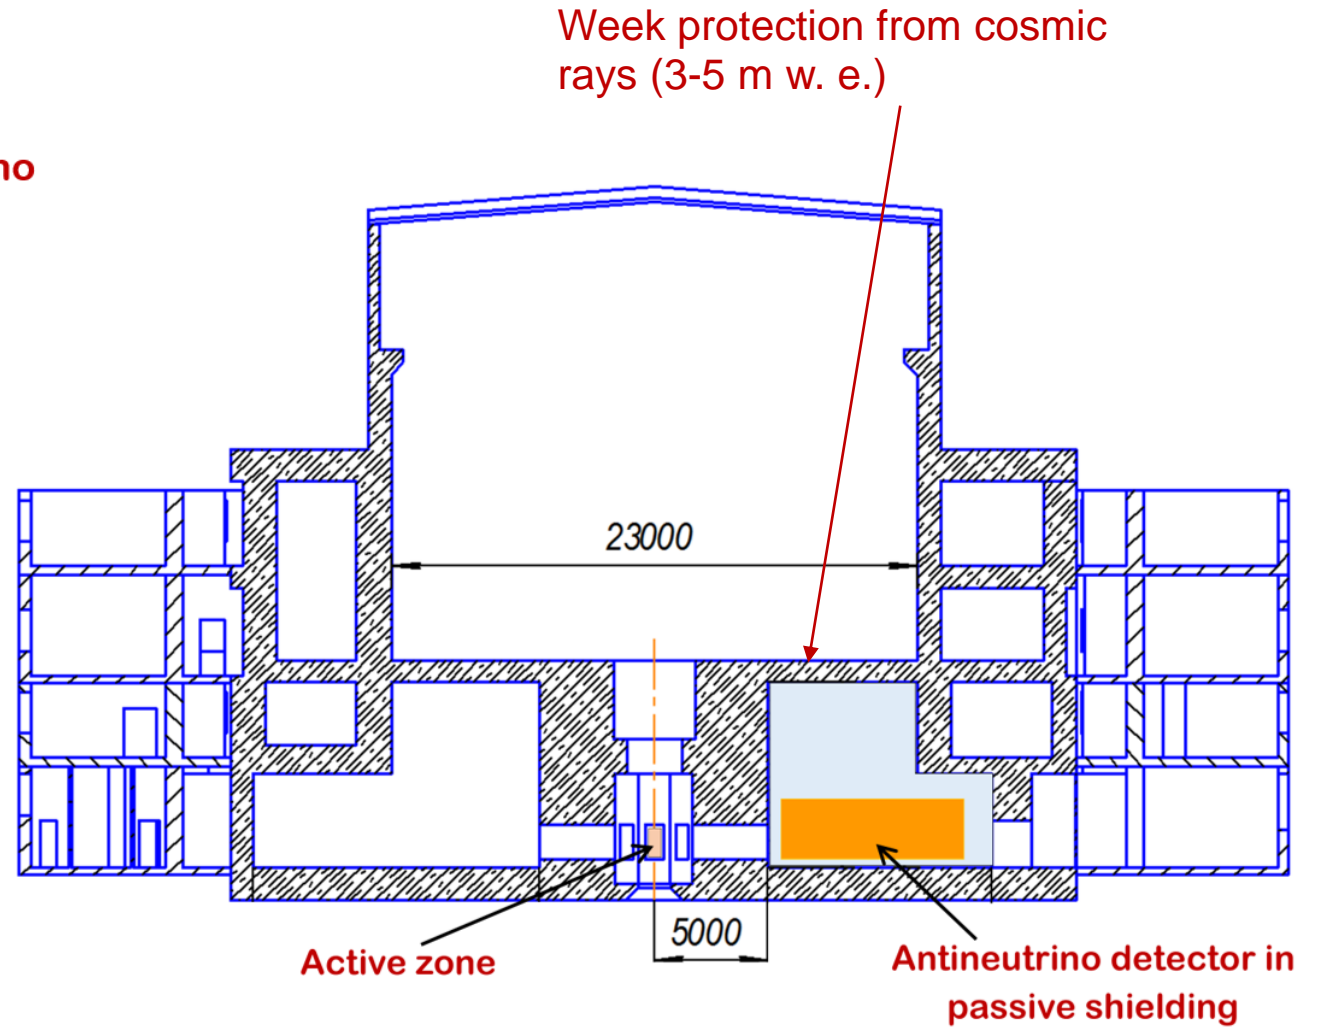 Week protection from cosmic
rays (3-5 m w. e.)
no
23000
5000
Active zone
Antineutrino detector in
passive shielding